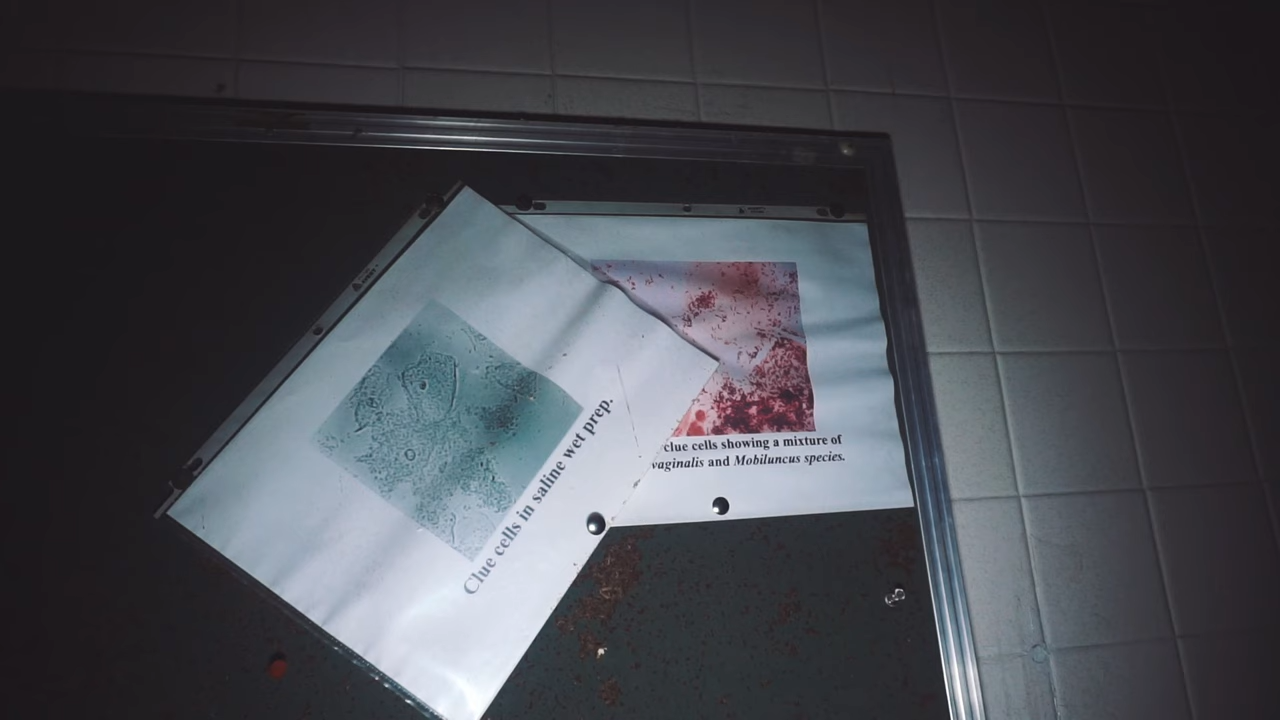 Clue cells in saline wet prep.
clue cells showing a mixture of
vaginalis and Mobiluncus species.